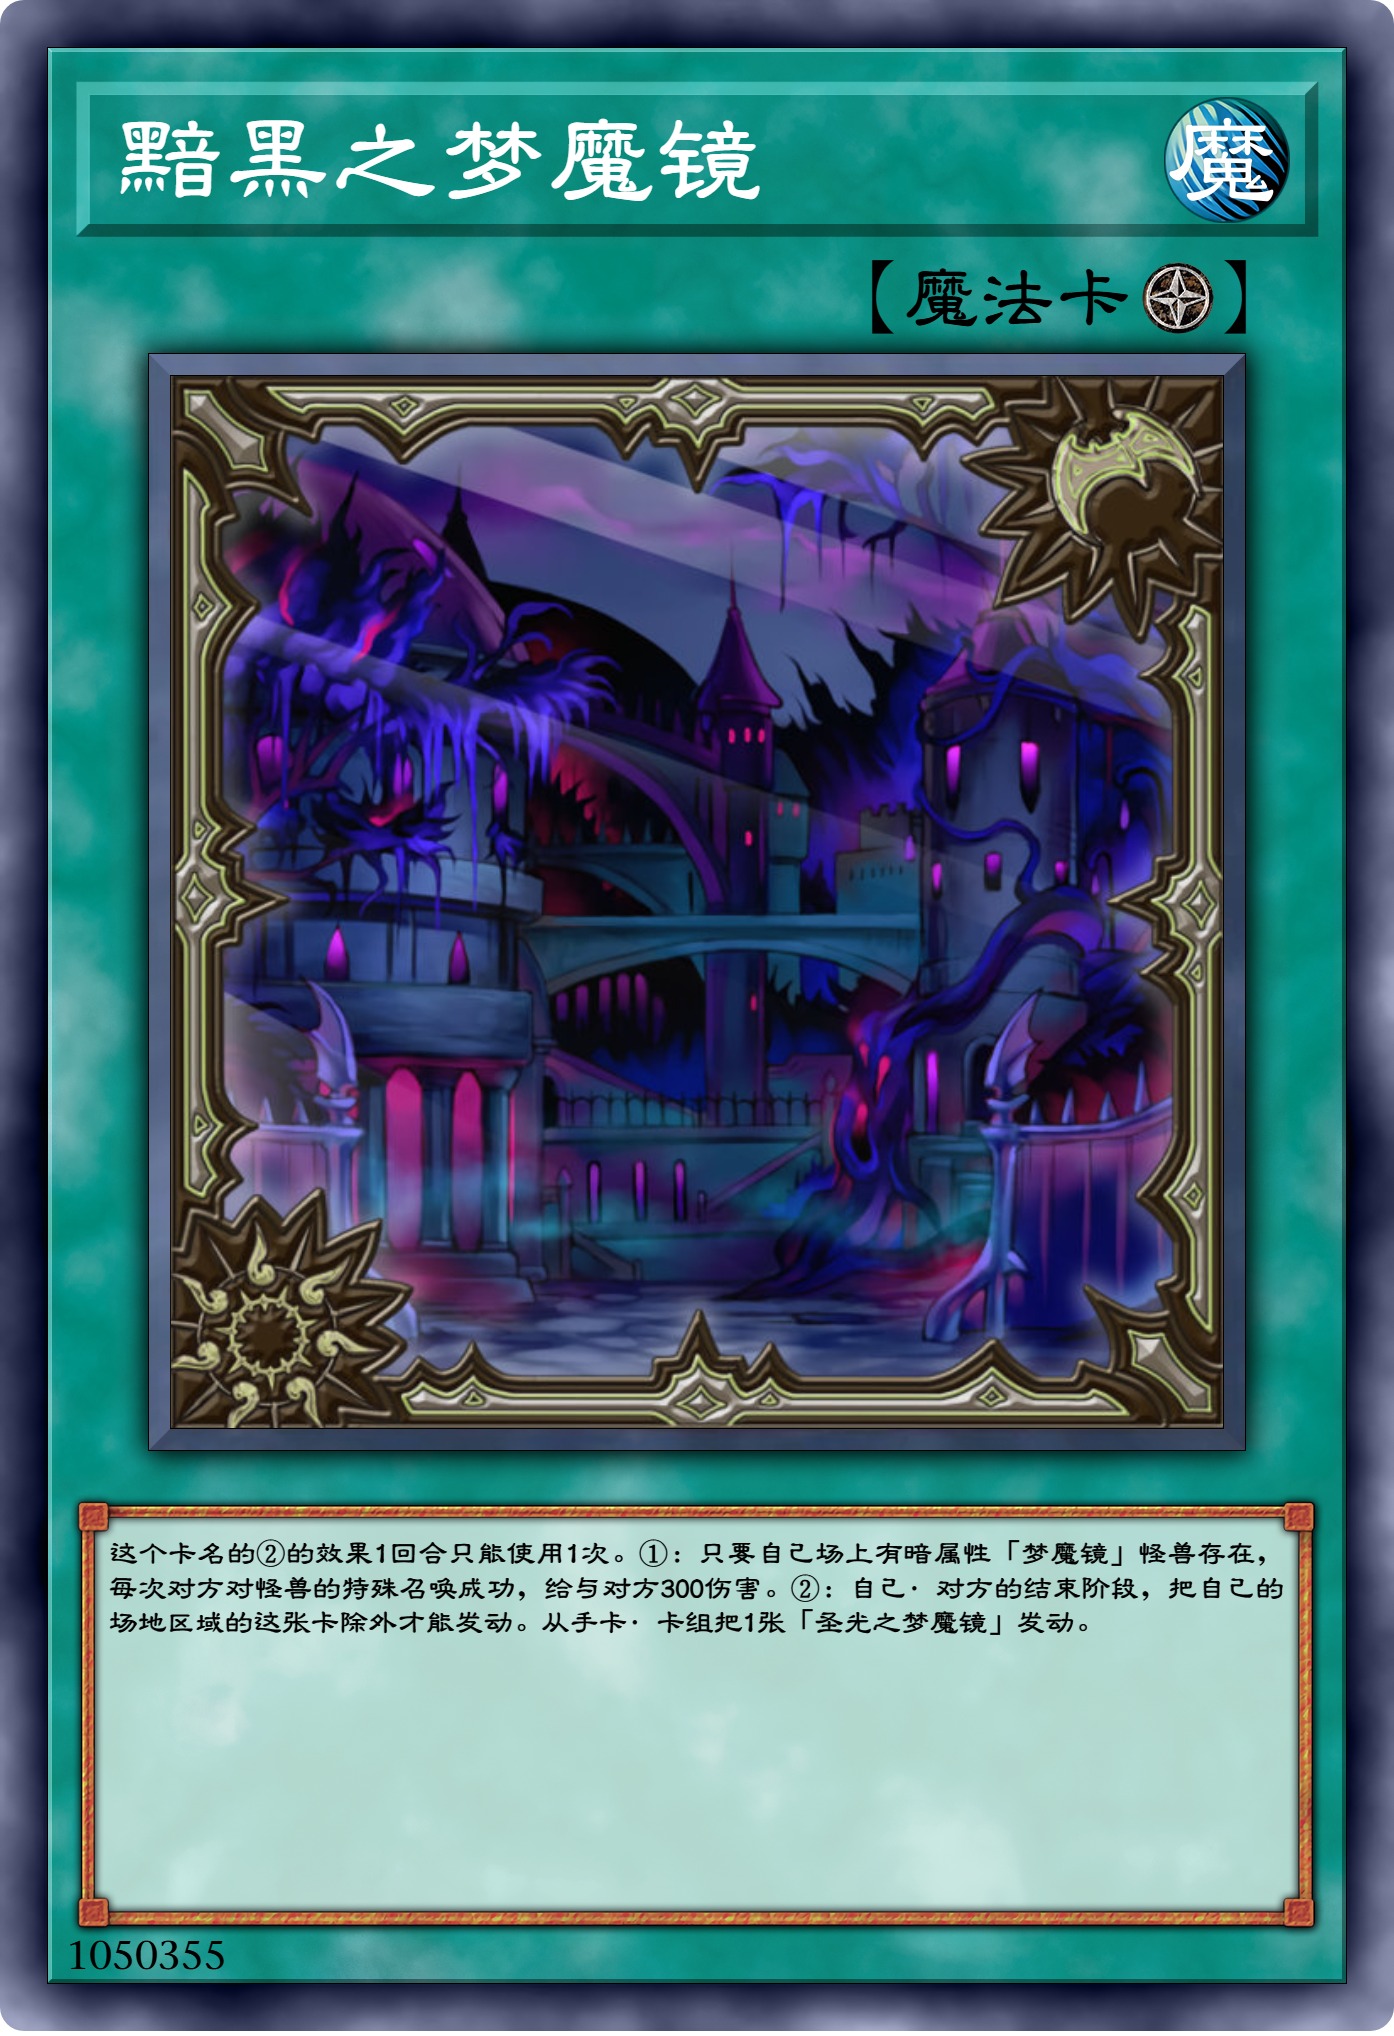 黯黑之梦魔镜
魔
【魔法卡】
这个卡名的②的效果1回合只能使用1次。①：只要自己场上有暗属性「梦魔镜」怪兽存在，
每次对方对怪兽的特殊召唤成功，给与对方300伤害。②：自己·对方的结束阶段，把自己的
场地区域的这张卡除外才能发动。从手卡·卡组把1张「圣光之梦魔镜」发动。
1050355